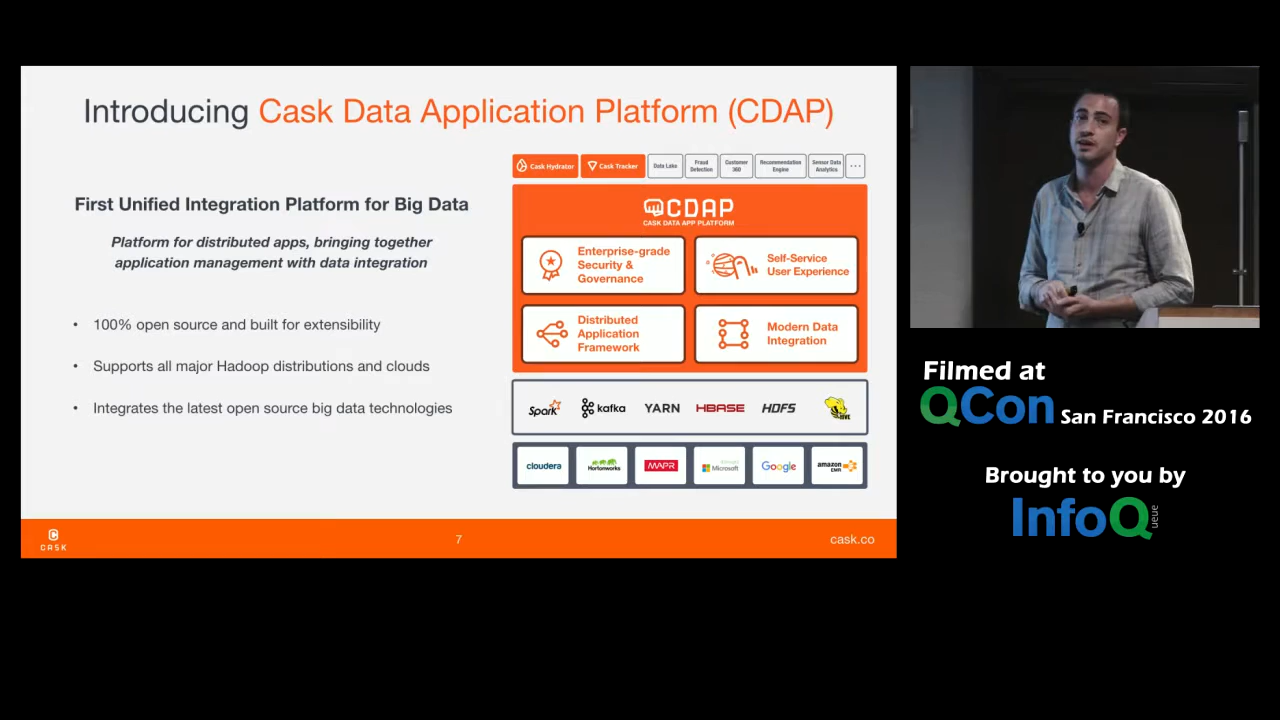 Introducing Cask Data Application Platform (CDAP)
First Unified Integration Platform for Big Data
Platform for distributed apps, bringing together
application management with data integration
• 100% open source and built for extensibility
• Supports all major Hadoop distributions and clouds
• Integrates the latest open source big data technologies
Cask Hydrator
Cask Tracker
Data Lake
Fraud
Detection
Customer
360
Recommendation
Engine
Sensor Data
Analytics
...
CDAP
CASK DATA APP PLATFORM
Enterprise-grade
Security &
Governance
Self-Service
User Experience
Distributed
Application
Framework
Modern Data
Integration
Spark
kafka
YARN
HBASE
HDFS
HIVE
cloudera
Hortonworks
MAPR
Microsoft
Google
amazon
EMR
CASK
7
cask.co
Filmed at
QCon San Francisco 2016
Brought to you by
InfoQueue